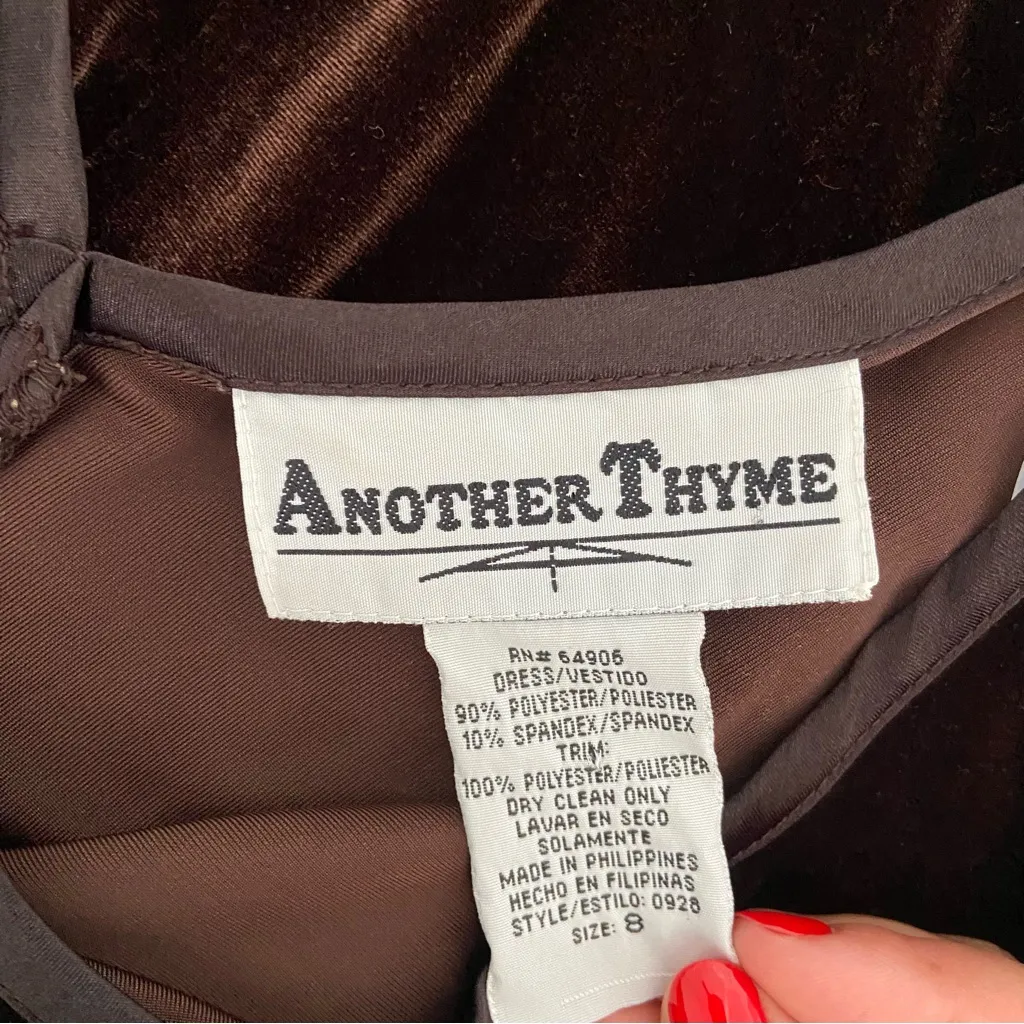 ANOTHER THYME
RN# 64906
DRESS/VESTIDO
90% POLYESTER/POLIESTER
10% SPANDEX/SPANDEX
TRIM:
100% POLYESTER/POLIESTER
DRY CLEAN ONLY
LAVAR EN SECO
SOLAMENTE
MADE IN PHILIPPINES
HECHO EN FILIPINAS
STYLE/ESTILO: 0928
SIZE: 8